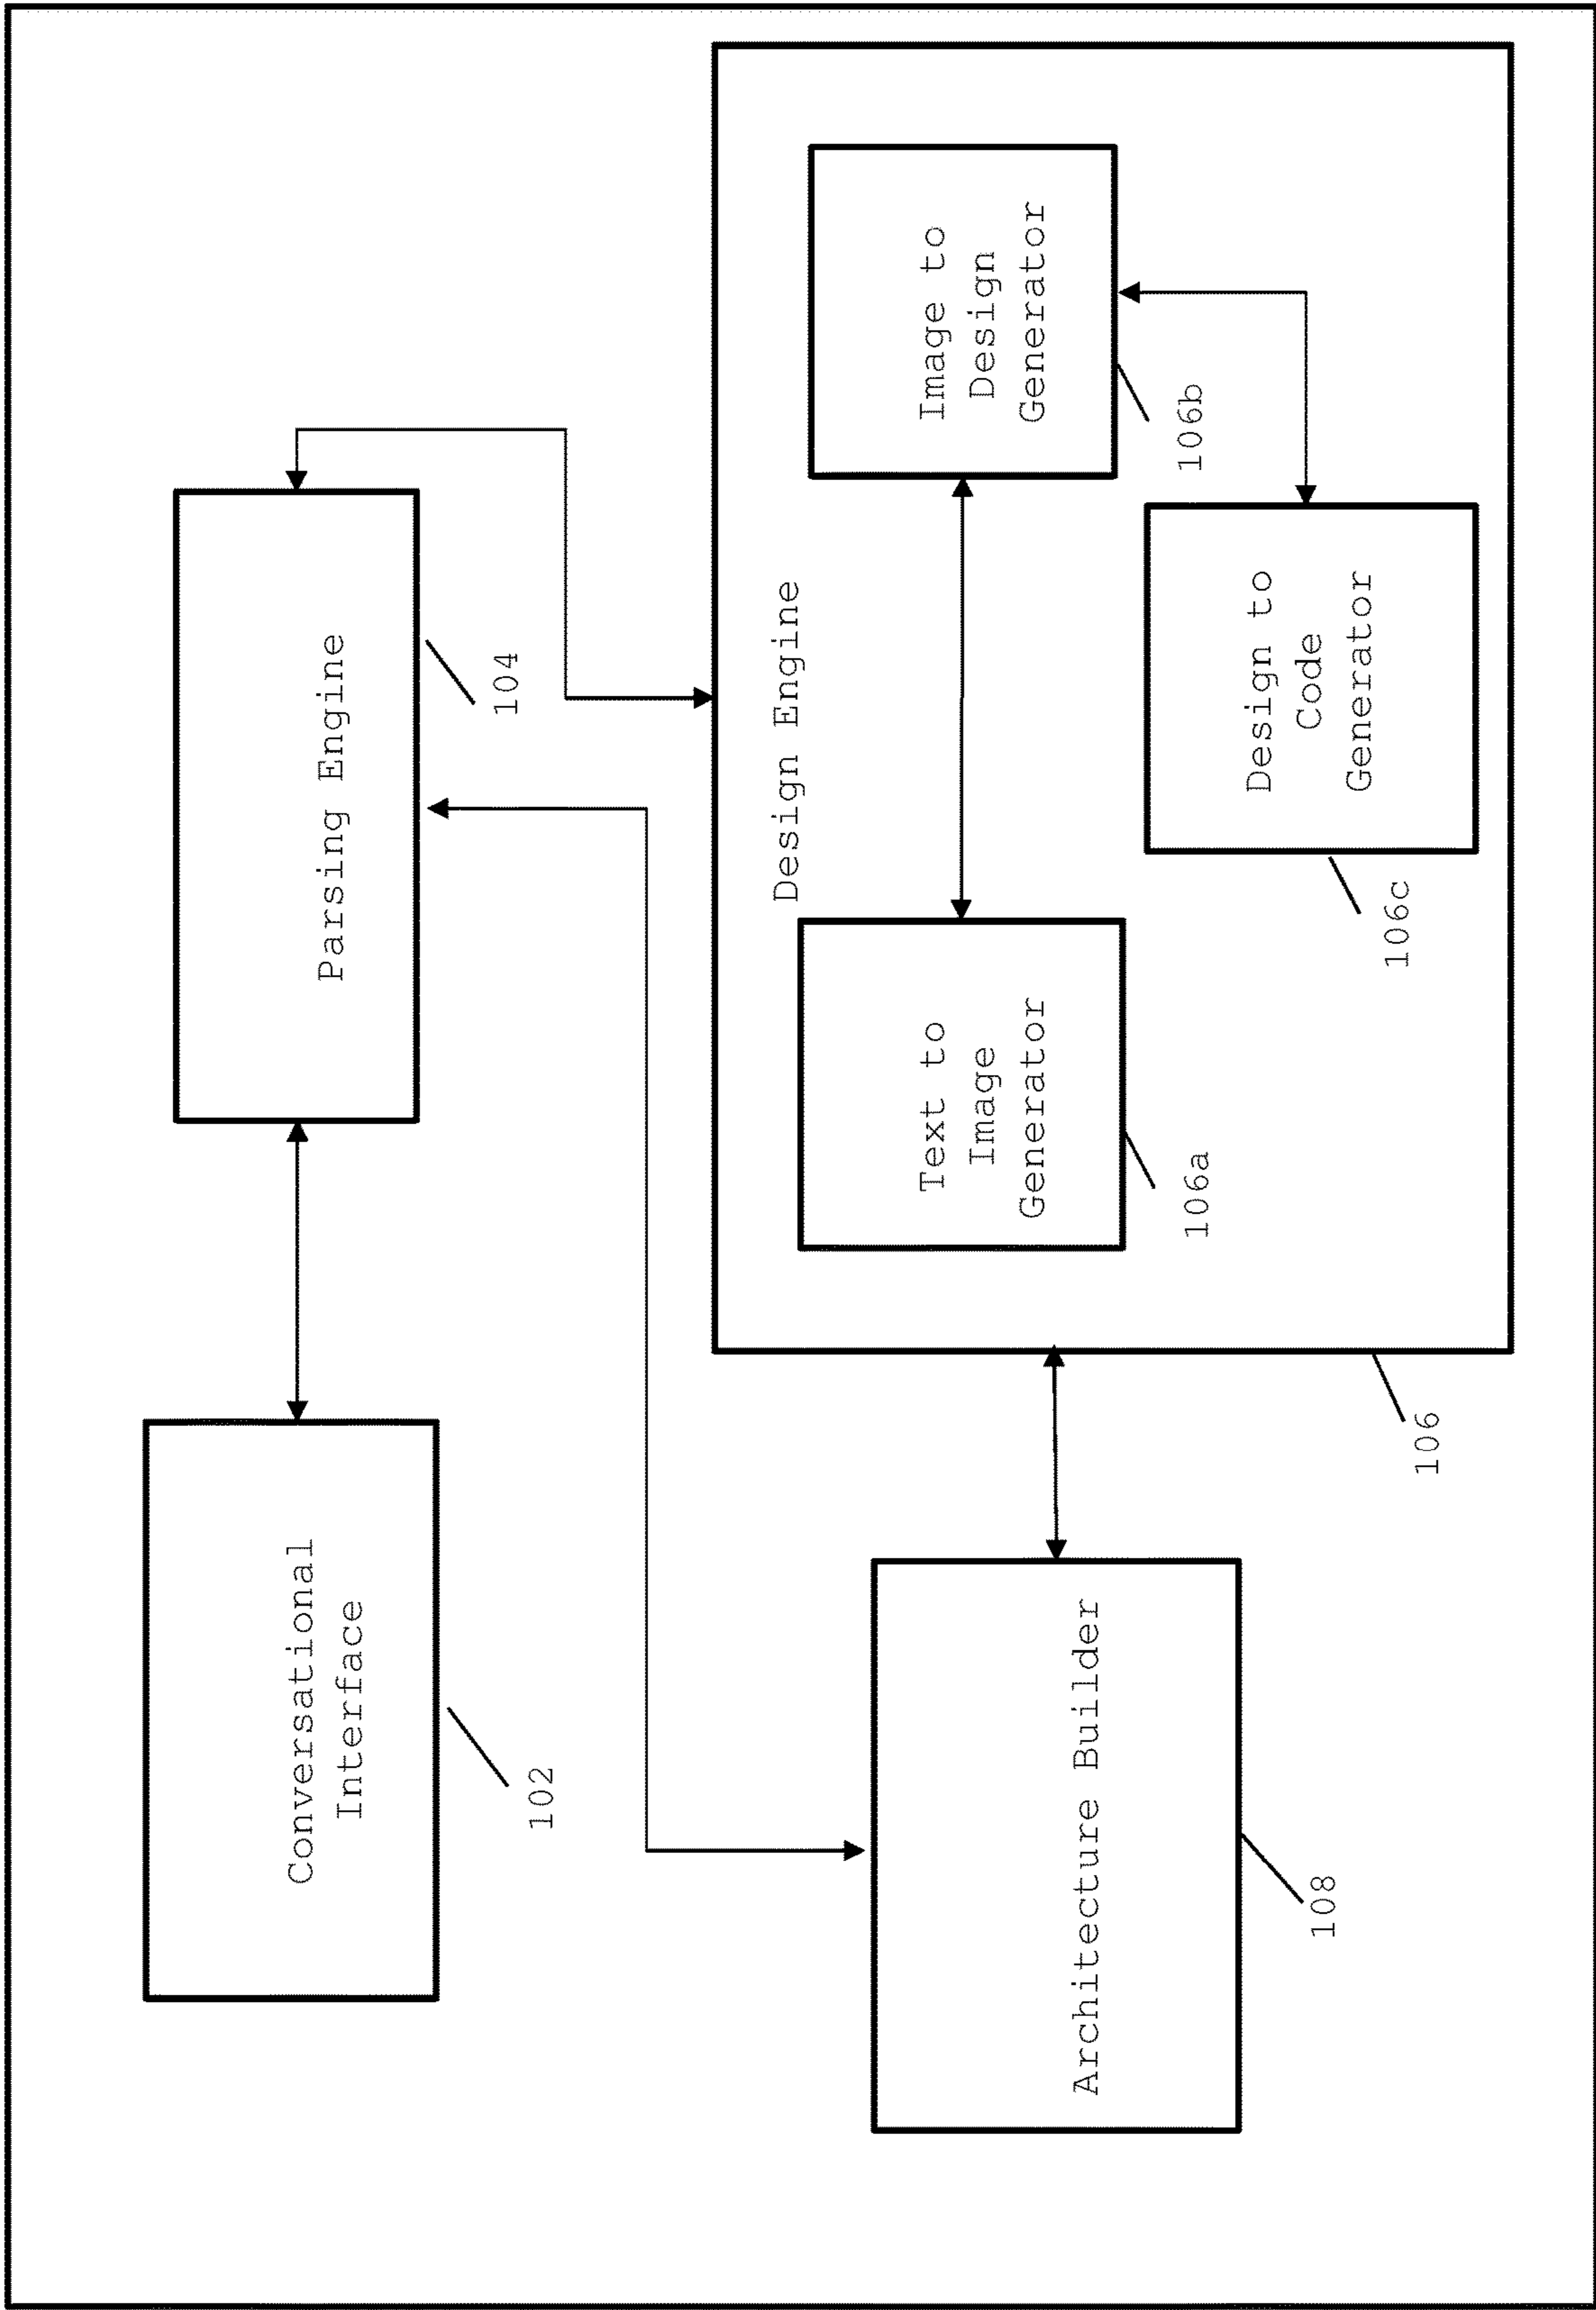 Conversational
Interface
102
Parsing Engine
104
Architecture Builder
108
Design Engine
106
Text to
Image
Generator
106a
Image to
Design
Generator
106b
Design to
Code
Generator
106c